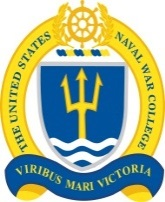 THE UNITED STATES NAVAL WAR COLLEGE
VIRIBUS MARI VICTORIA